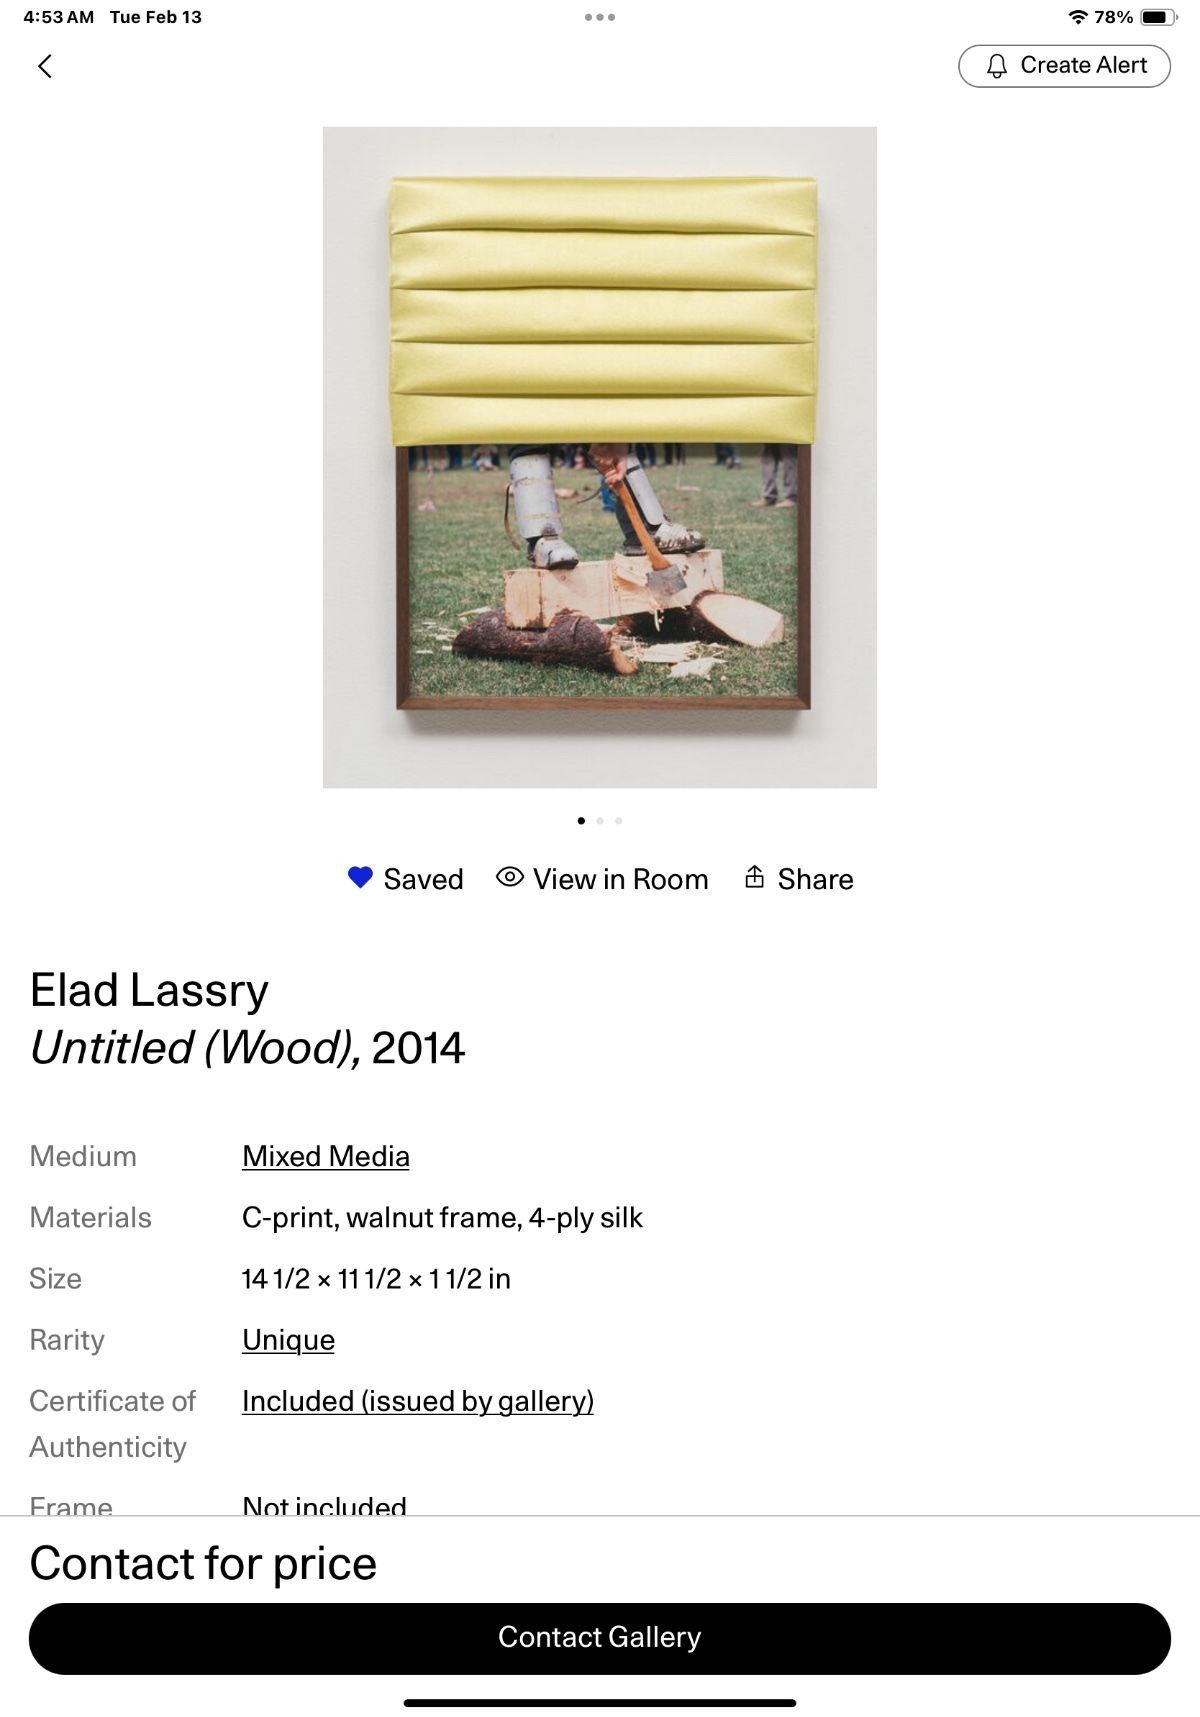 4:53 AM Tue Feb 13
78%
Create Alert
Saved View in Room Share
Elad Lassry
Untitled (Wood), 2014
Medium Mixed Media
Materials C-print, walnut frame, 4-ply silk
Size 14 1/2 × 11 1/2 × 1 1/2 in
Rarity Unique
Certificate of Included (issued by gallery)
Authenticity
Frame Not included
Contact for price
Contact Gallery